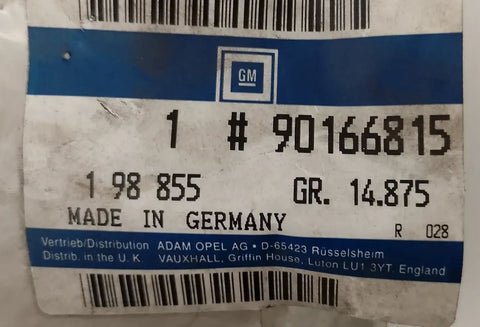 GM
1 # 90166815
1 98 855 GR. 14.875
MADE IN GERMANY R 028
Vertrieb/Distribution ADAM OPEL AG • D-65423 Rüsselsheim
Distrib. in the U.K. VAUXHALL, Griffin House, Luton LU1 3YT. England